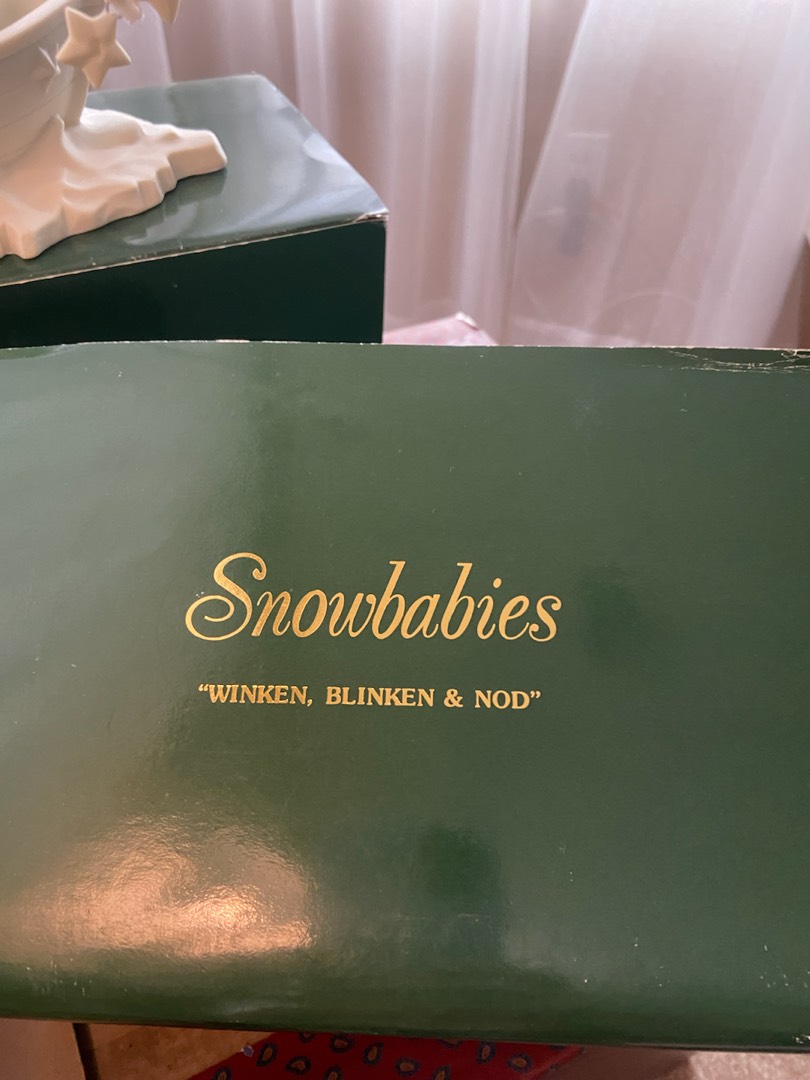 Snowbabies
“WINKEN, BLINKEN & NOD”